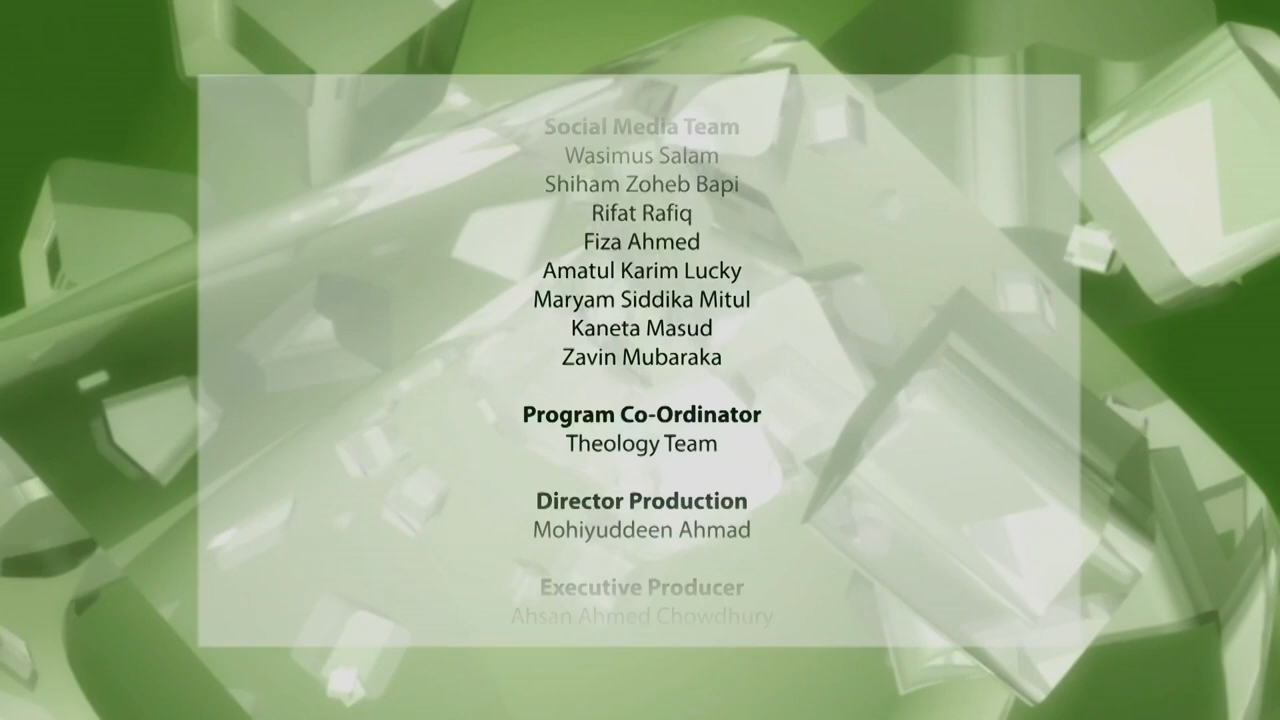 Social Media Team
Wasimus Salam
Shiham Zoheb Bapi
Rifat Rafiq
Fiza Ahmed
Amatul Karim Lucky
Maryam Siddika Mitul
Kaneta Masud
Zavin Mubaraka
Program Co-Ordinator
Theology Team
Director Production
Mohiyuddeen Ahmad
Executive Producer
Ahsan Ahmed Chowdhury